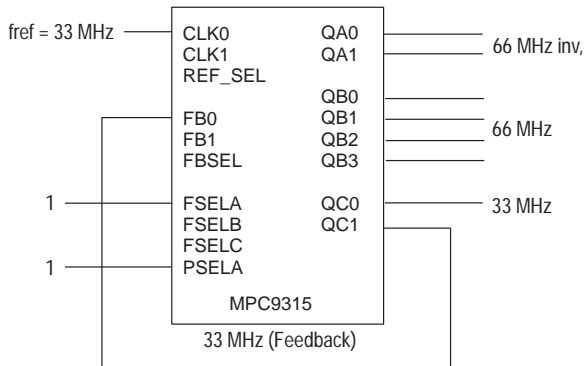 fref = 33 MHz
CLK0
CLK1
REF_SEL
FB0
FB1
FBSEL
1
FSELA
FSELB
FSELC
1
PSELA
QA0
QA1
66 MHz inv,
QB0
QB1
QB2
QB3
66 MHz
QC0
QC1
33 MHz
MPC9315
33 MHz (Feedback)